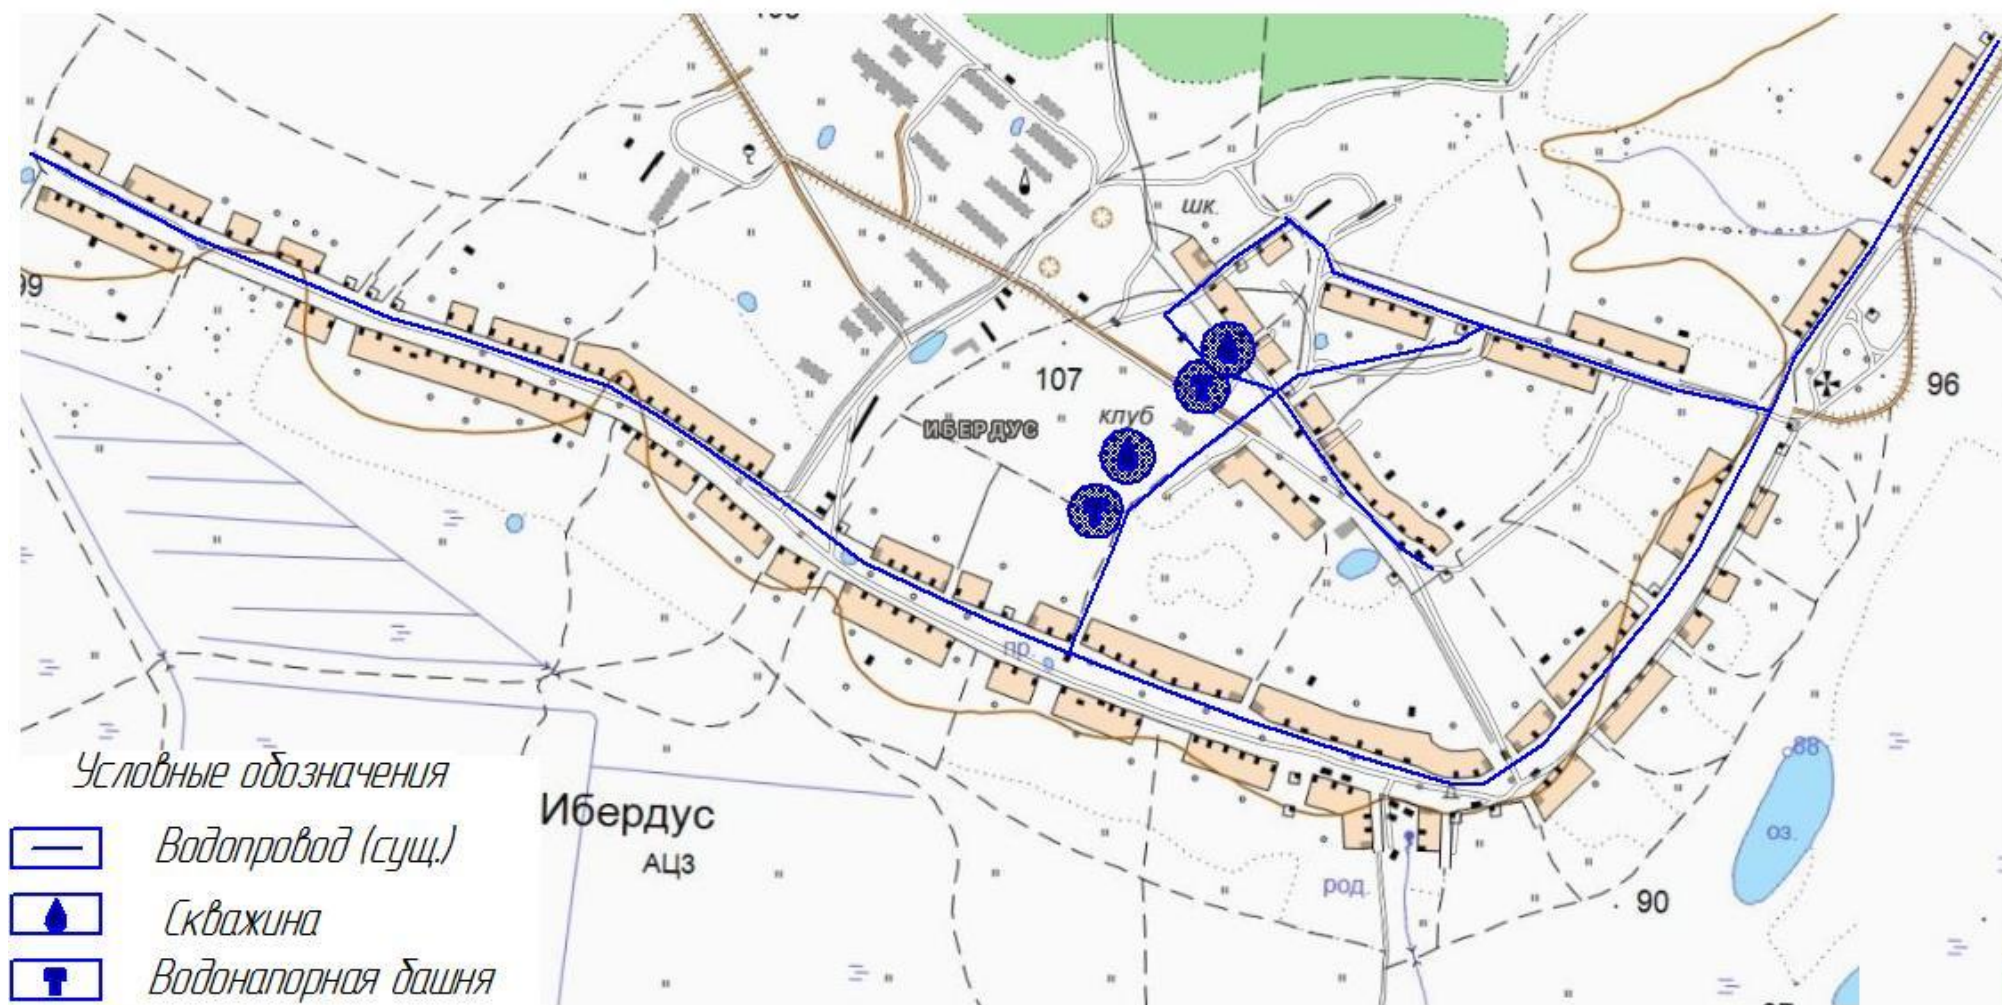 шк.
99
107
клуб
ИБЕРДУС
96
пр.
88
оз.
род.
90
Ибердус
АЦЗ
Условные обозначения
Водопровод (сущ.)
Скважина
Водонапорная башня